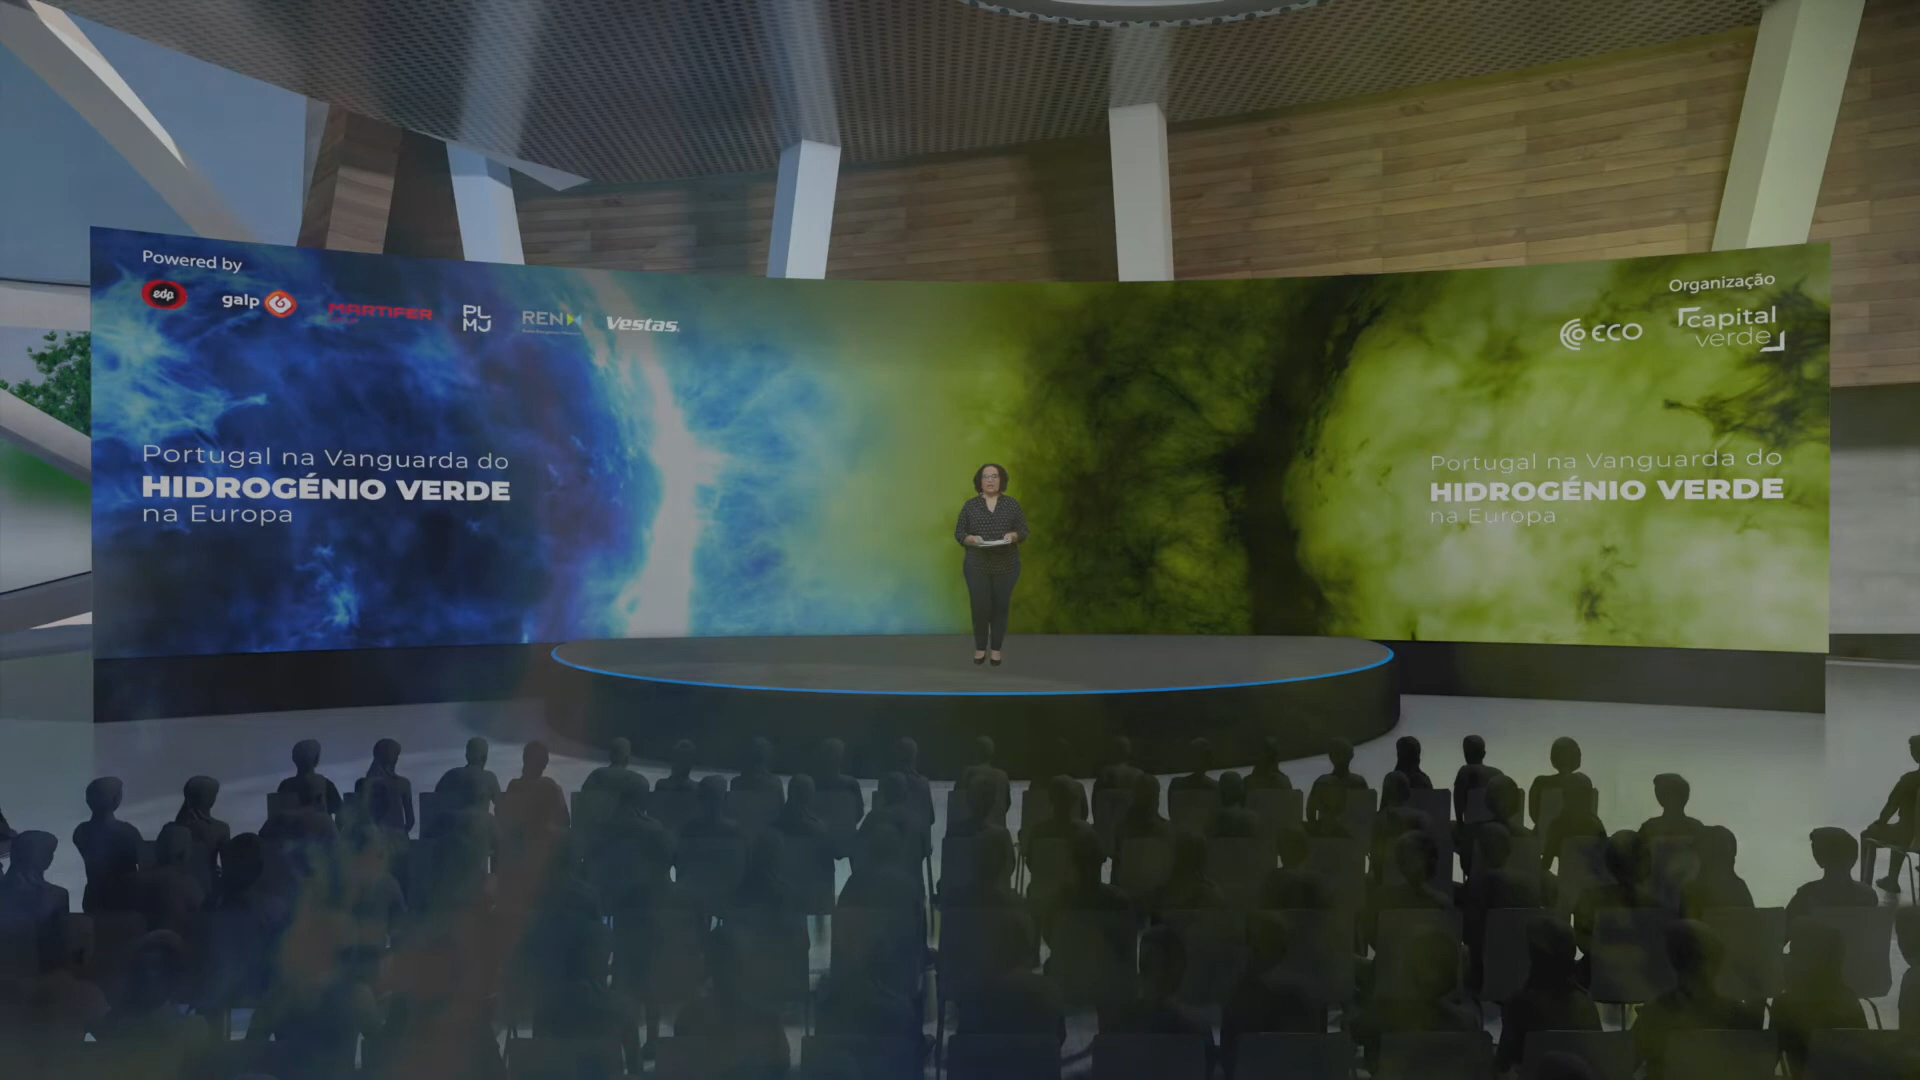 Powered by
edp
galp
MARTIFER
PL
MJ
REN
Vestas
Portugal na Vanguarda do
HIDROGÉNIO VERDE
na Europa
Organização
ECO
capital
verde
Portugal na Vanguarda do
HIDROGÉNIO VERDE
na Europa